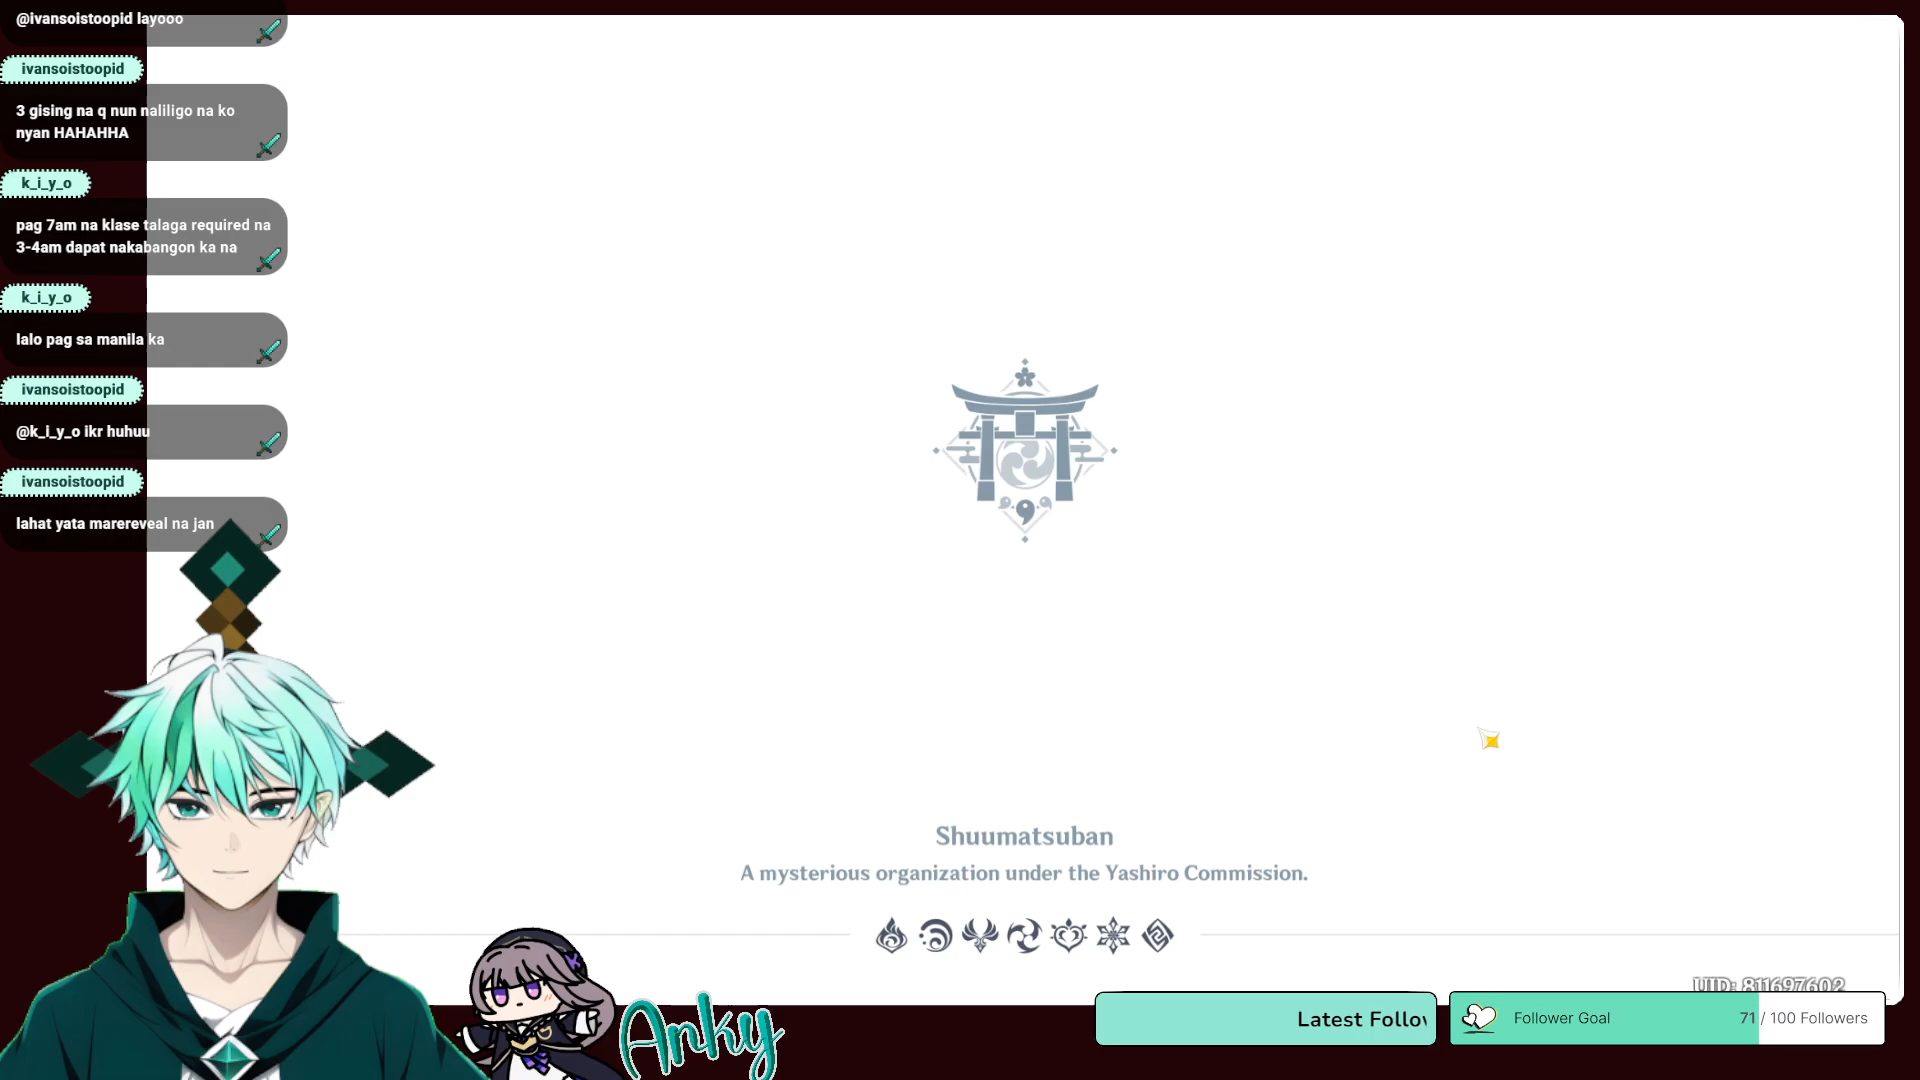 @ivansoistoopid layooo
ivansoistoopid
3 gising na q nun naliligo na ko
nyan HAHAHHA
k_i_y_o
pag 7am na klase talaga required na
3-4am dapat nakabangon ka na
k_i_y_o
lalo pag sa manila ka
ivansoistoopid
@k_i_y_o ikr huhuu
ivansoistoopid
lahat yata marereveal na jan
Shuumatsuban
A mysterious organization under the Yashiro Commission.
UID: 811697602
Anky
Latest Follo
Follower Goal
71 / 100 Followers